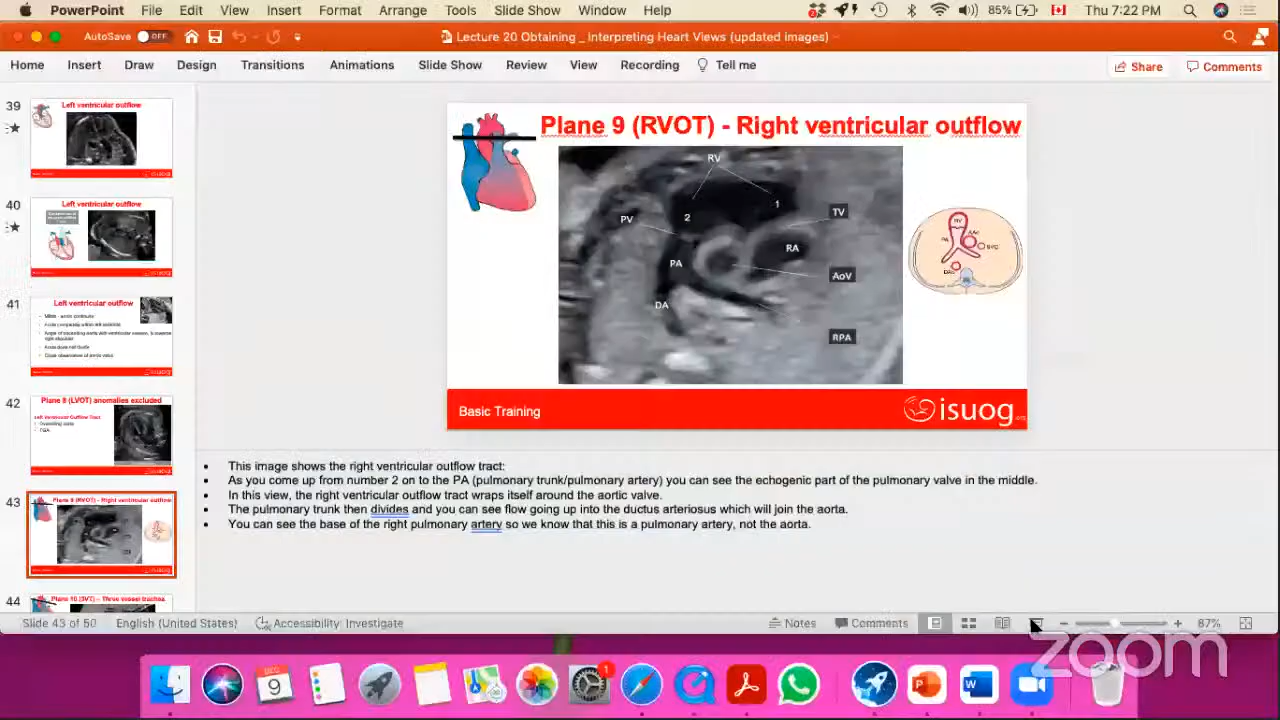 PowerPoint File Edit View Insert Format Arrange Tools Slide Show Window Help 2 85% Thu 7:22 PM
AutoSave OFF Lecture 20 Obtaining _ Interpreting Heart Views (updated images)
Home Insert Draw Design Transitions Animations Slide Show Review View Recording Tell me Share Comments
39
Left ventricular outflow
40
Left ventricular outflow
41
Left ventricular outflow
42
Plane 8 (LVOT) anomalies excluded
Left Ventricular Outflow Tract
43
Plane 9 (RVOT) - Right ventricular outflow
44
Plane 10 (3VT) – Three vessel trachea
Plane 9 (RVOT) - Right ventricular outflow
RV
2
1
PV
TV
RA
PA
AoV
DA
RPA
Basic Training
isuog.org
This image shows the right ventricular outflow tract:
As you come up from number 2 on to the PA (pulmonary trunk/pulmonary artery) you can see the echogenic part of the pulmonary valve in the middle.
In this view, the right ventricular outflow tract wraps itself around the aortic valve.
The pulmonary trunk then divides and you can see flow going up into the ductus arteriosus which will join the aorta.
You can see the base of the right pulmonary artery so we know that this is a pulmonary artery, not the aorta.
Slide 43 of 50 English (United States) Accessibility: Investigate Notes Comments 87%
zoom
DEC
9
1